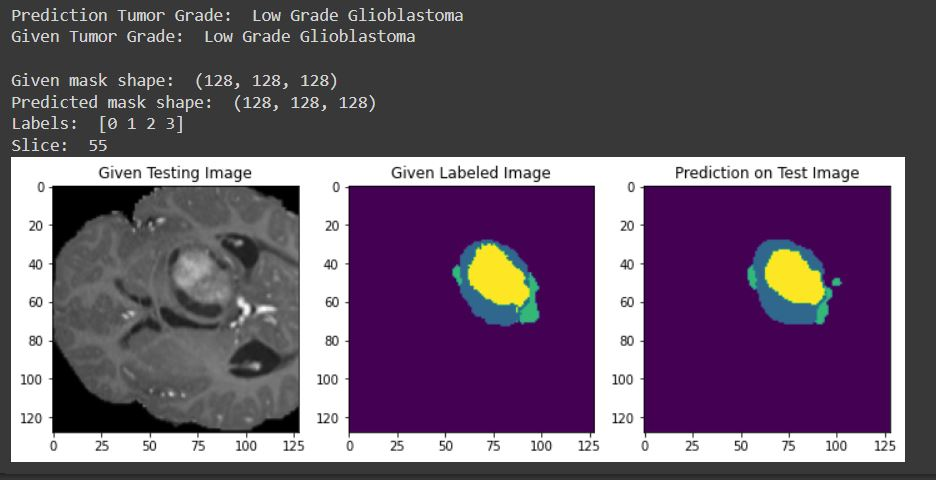 Prediction Tumor Grade:  Low Grade Glioblastoma
Given Tumor Grade:  Low Grade Glioblastoma
Given mask shape:  (128, 128, 128)
Predicted mask shape:  (128, 128, 128)
Labels:  [0 1 2 3]
Slice:  55
Given Testing Image Given Labeled Image Prediction on Test Image
0 0 0
20 20 20
40 40 40
60 60 60
80 80 80
100 100 100
120 120 120
0 25 50 75 100 125 0 25 50 75 100 125 0 25 50 75 100 125